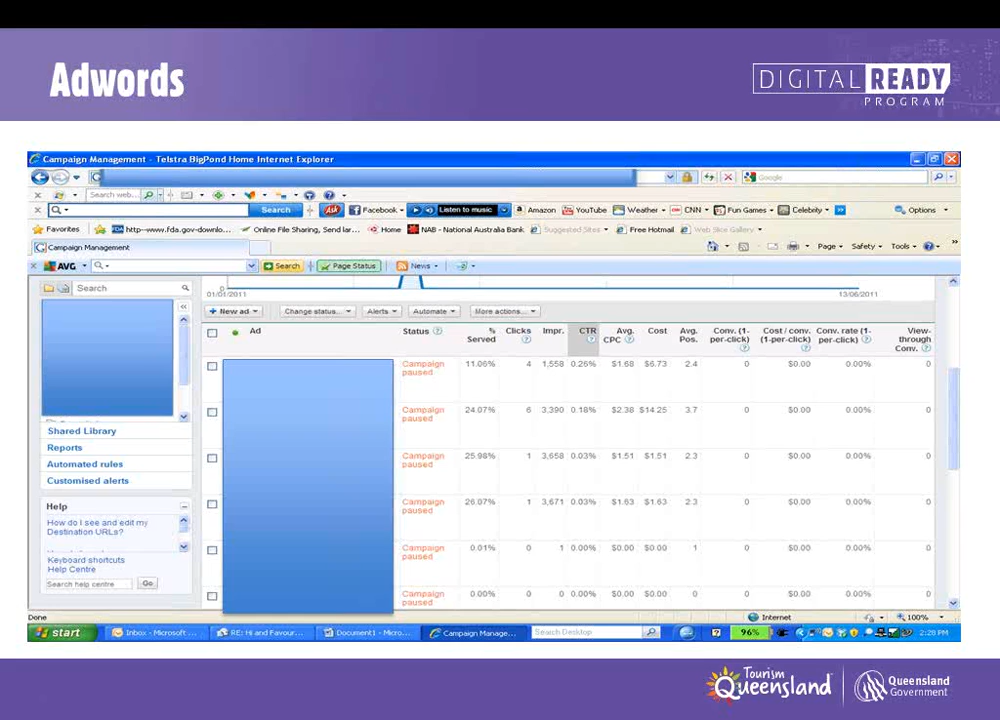 Adwords
DIGITAL READY
PROGRAM
Campaign Management - Telstra BigPond Home Internet Explorer
Google
Search web...
Search
Ask
Facebook
Listen to music
Amazon
YouTube
Weather
CNN
Fun Games
Celebrity
Options
Favorites
http--www.fda.gov-downlo...
Online File Sharing, Send lar...
Home
NAB - National Australia Bank
Suggested Sites
Free Hotmail
Web Slice Gallery
Campaign Management
Page
Safety
Tools
AVG
Search
Page Status
News
Search
0
01/01/2011
13/06/2011
+ New ad
Change status...
Alerts
Automate
More actions...
Ad Status % Served Clicks Impr. CTR Avg. CPC Cost Avg. Pos. Conv. (1-per-click) Cost / conv. (1-per-click) Conv. rate (1-per-click) View-through Conv.
Campaign paused 11.06% 4 1,558 0.26% $1.68 $6.73 2.4 0 $0.00 0.00% 0
Campaign paused 24.07% 6 3,390 0.18% $2.38 $14.25 3.7 0 $0.00 0.00% 0
Campaign paused 25.98% 1 3,658 0.03% $1.51 $1.51 2.3 0 $0.00 0.00% 0
Campaign paused 26.07% 1 3,671 0.03% $1.63 $1.63 2.3 0 $0.00 0.00% 0
Campaign paused 0.01% 0 1 0.00% $0.00 $0.00 1 0 $0.00 0.00% 0
Campaign paused 0.00% 0 0 0.00% $0.00 $0.00 0 0 $0.00 0.00% 0
Shared Library
Reports
Automated rules
Customised alerts
Help
How do I see and edit my
Destination URLs?
Keyboard shortcuts
Help Centre
Search help centre
Go
Done
Internet
100%
start
Inbox - Microsoft ...
RE: Hi and Favour...
Document1 - Micro...
Campaign Manage...
Search Desktop
96%
2:28 PM
Tourism
Queensland
Queensland
Government